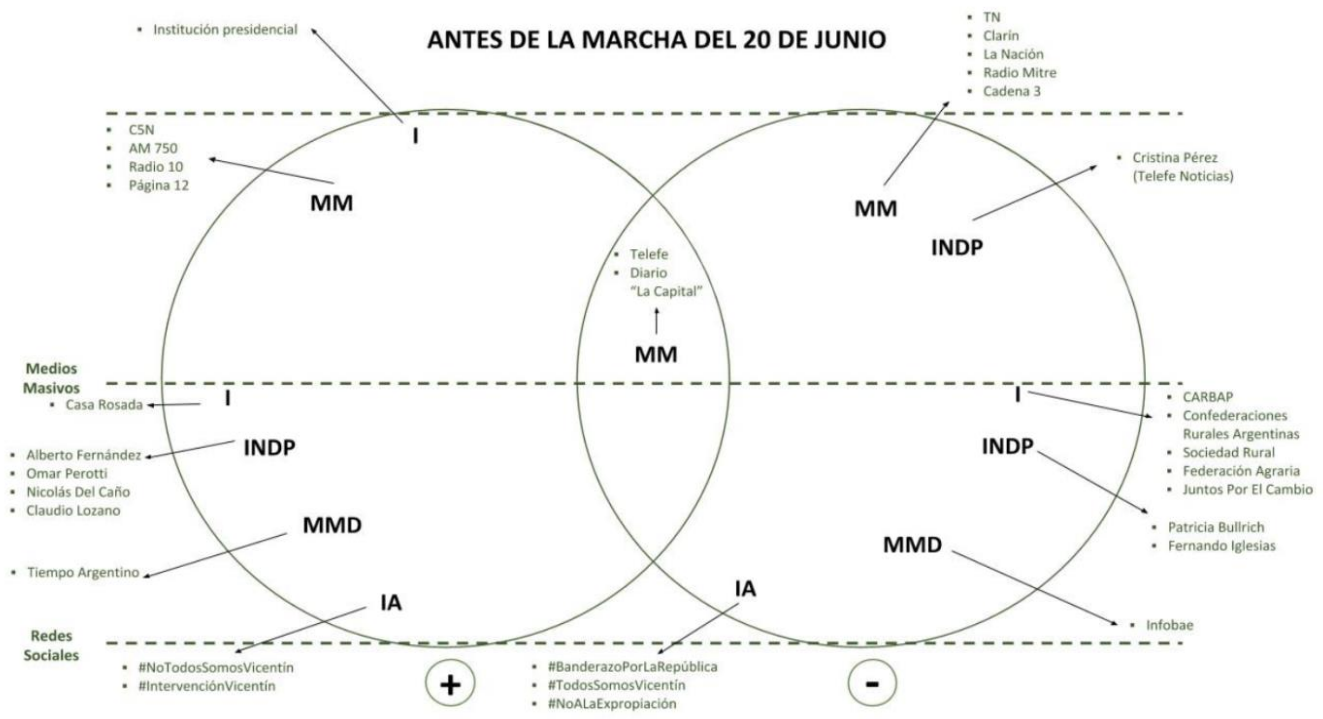 ANTES DE LA MARCHA DEL 20 DE JUNIO
▪ Institución presidencial
▪ TN
▪ Clarín
▪ La Nación
▪ Radio Mitre
▪ Cadena 3
▪ C5N
▪ AM 750
▪ Radio 10
▪ Página 12
I
MM
MM
INDP
▪ Cristina Pérez
(Telefe Noticias)
▪ Telefe
▪ Diario
“La Capital”
MM
Medios
Masivos
▪ Casa Rosada
I
INDP
▪ Alberto Fernández
▪ Omar Perotti
▪ Nicolás Del Caño
▪ Claudio Lozano
MMD
▪ Tiempo Argentino
IA
I
▪ CARBAP
▪ Confederaciones
Rurales Argentinas
▪ Sociedad Rural
▪ Federación Agraria
▪ Juntos Por El Cambio
INDP
▪ Patricia Bullrich
▪ Fernando Iglesias
MMD
▪ Infobae
IA
Redes
Sociales
▪ #NoTodosSomosVicentín
▪ #IntervenciónVicentín
+
▪ #BanderazoPorLaRepública
▪ #TodosSomosVicentín
▪ #NoALaExpropiación
-